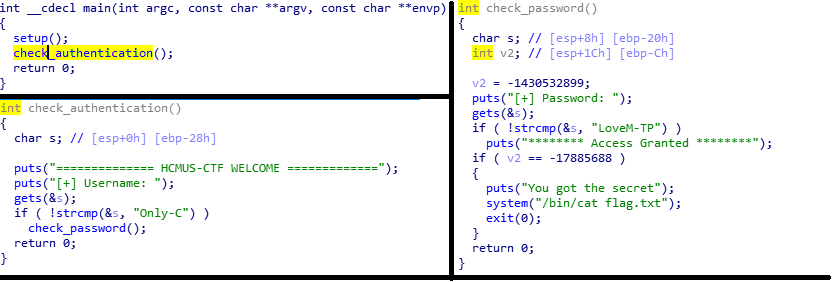 int __cdecl main(int argc, const char **argv, const char **envp)
{
  setup();
  check_authentication();
  return 0;
}
int check_authentication()
{
  char s; // [esp+0h] [ebp-28h]

  puts("============== HCMUS-CTF WELCOME =============");
  puts("[+] Username: ");
  gets(&s);
  if ( !strcmp(&s, "Only-C") )
    check_password();
  return 0;
}
int check_password()
{
  char s; // [esp+8h] [ebp-20h]
  int v2; // [esp+1Ch] [ebp-Ch]

  v2 = -1430532899;
  puts("[+] Password: ");
  gets(&s);
  if ( !strcmp(&s, "LoveM-TP") )
    puts("******** Access Granted ********");
  if ( v2 == -17885688 )
  {
    puts("You got the secret");
    system("/bin/cat flag.txt");
    exit(0);
  }
  return 0;
}